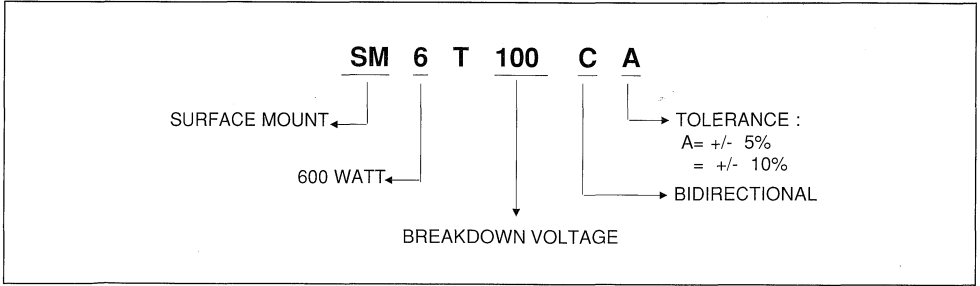 SM 6 T 100 C A
SURFACE MOUNT
TOLERANCE :
A= +/- 5%
= +/- 10%
600 WATT
BIDIRECTIONAL
BREAKDOWN VOLTAGE